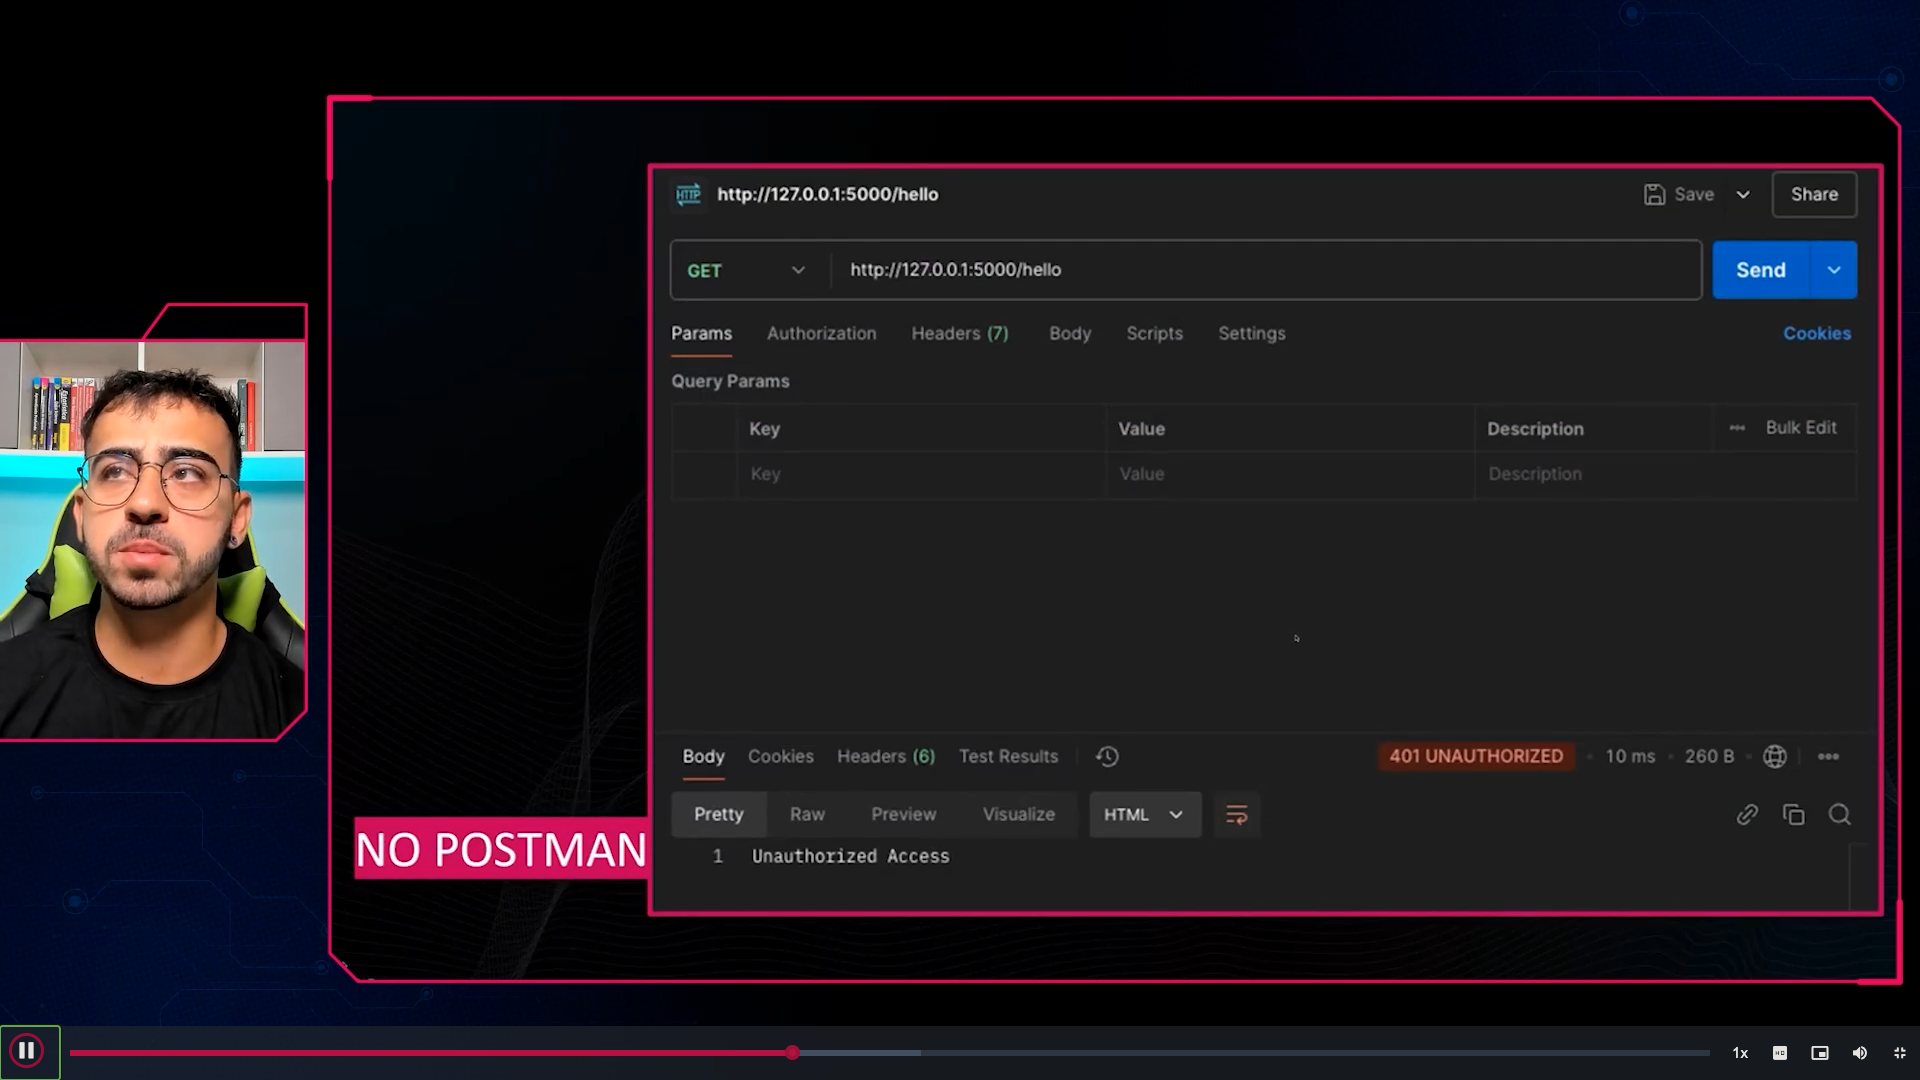 HTTP http://127.0.0.1:5000/hello Save Share
GET http://127.0.0.1:5000/hello Send
Params Authorization Headers (7) Body Scripts Settings Cookies
Query Params
Key Value Description Bulk Edit
Key Value Description
Body Cookies Headers (6) Test Results 401 UNAUTHORIZED 10 ms 260 B
Pretty Raw Preview Visualize HTML
1 Unauthorized Access
NO POSTMAN
1x